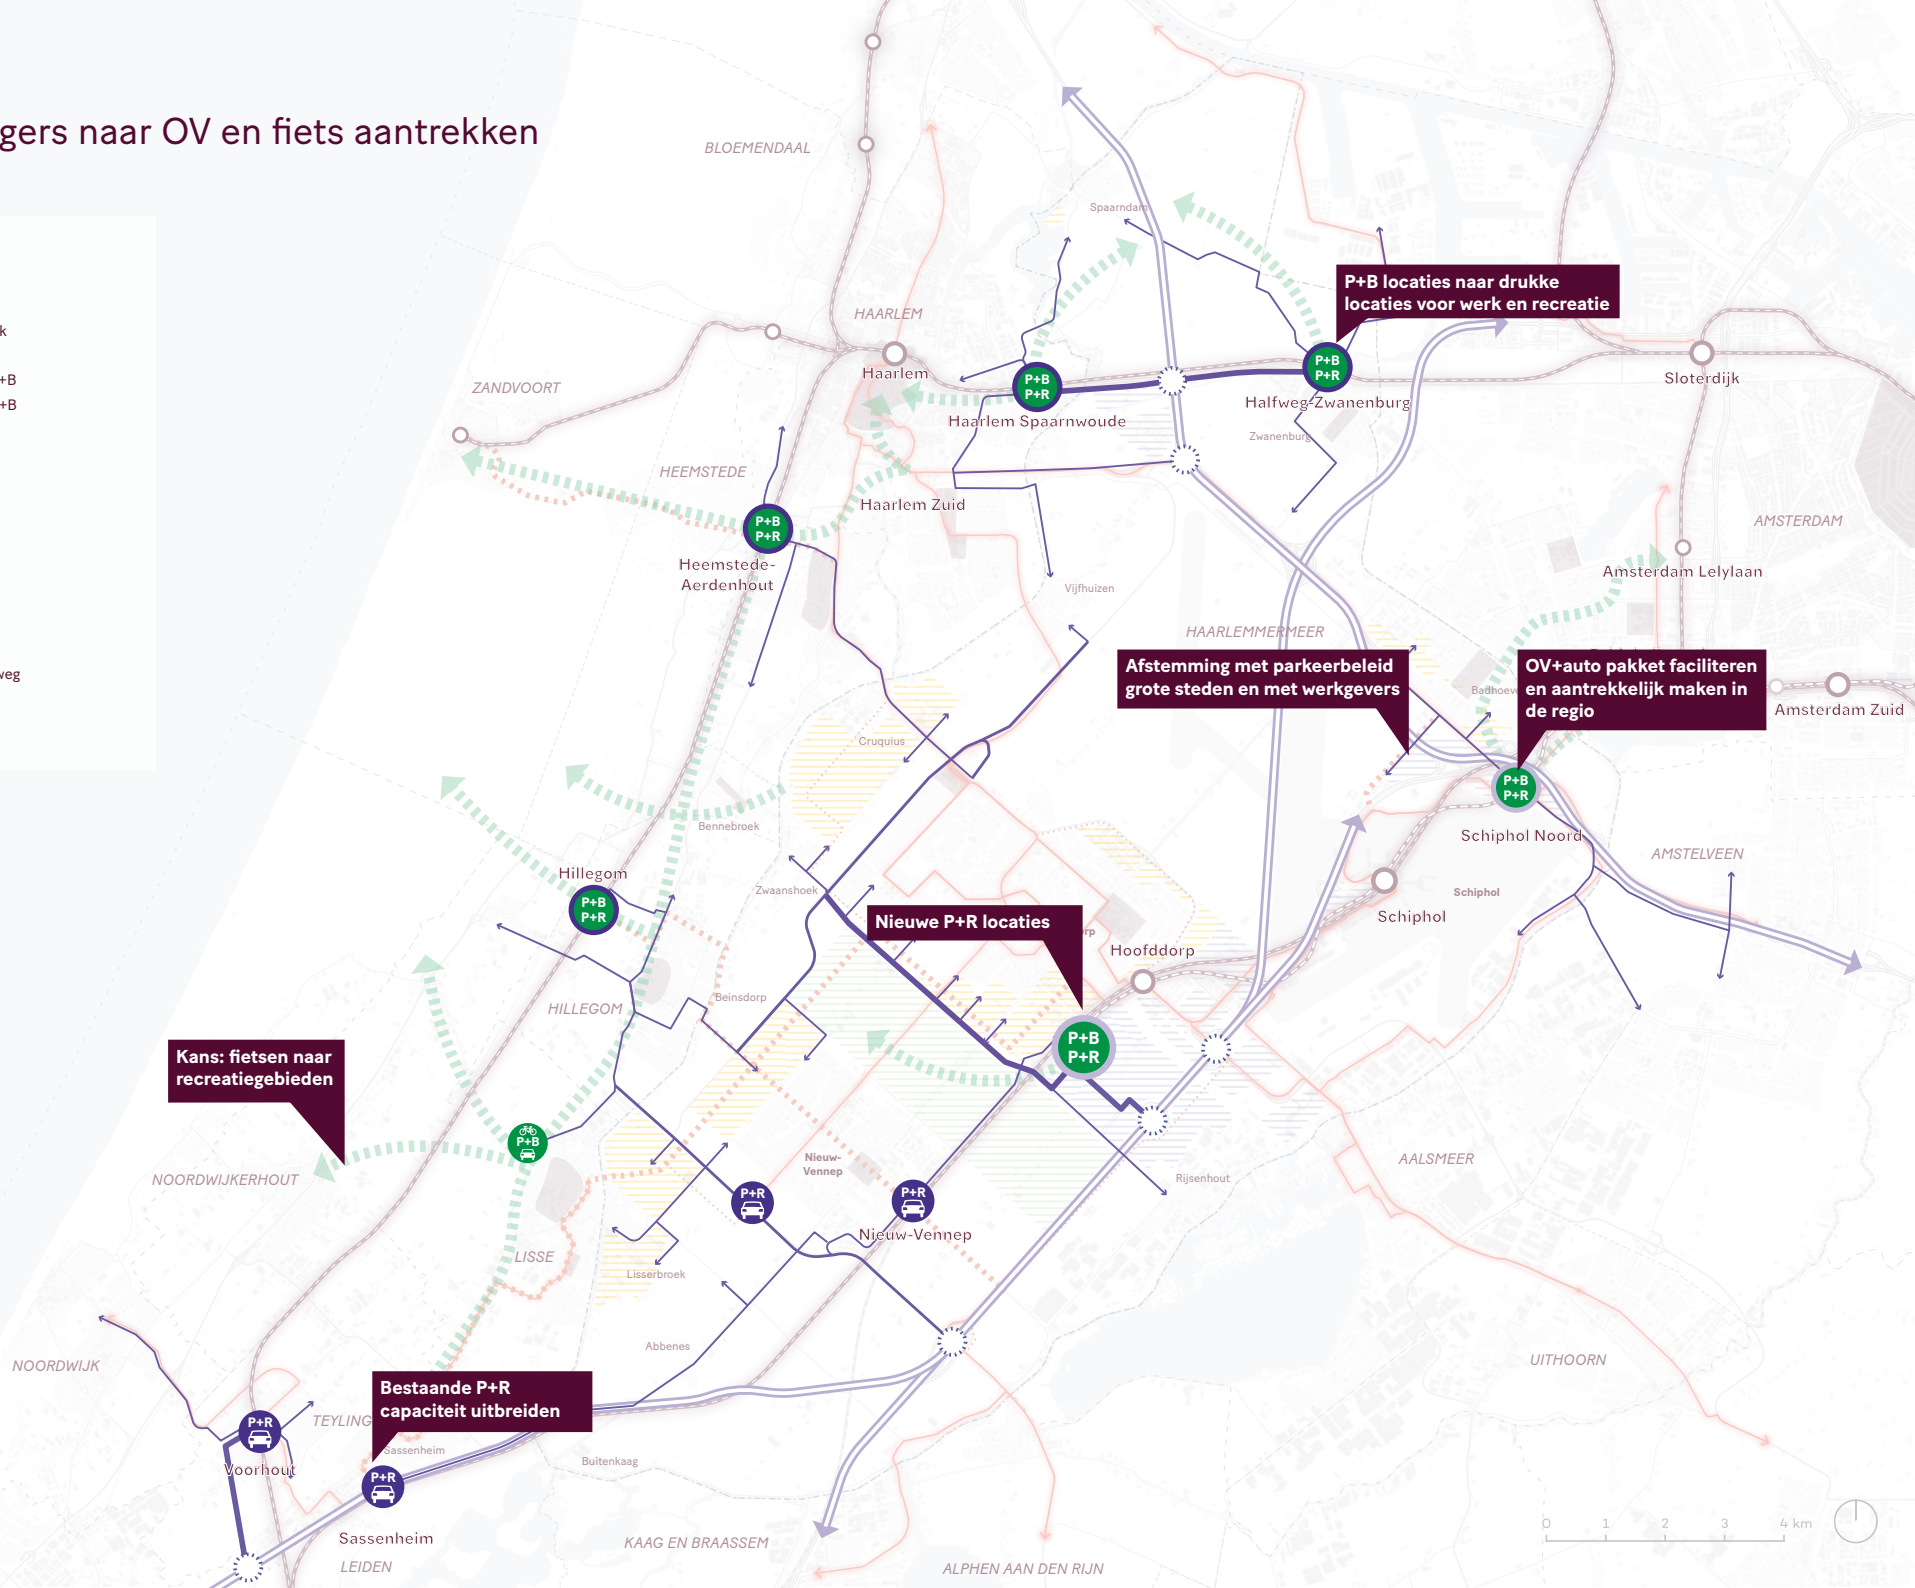 gers naar OV en fiets aantrekken
k
+B
+B
weg
BLOEMENDAAL
Spaarndam
P+B locaties naar drukke
locaties voor werk en recreatie
HAARLEM
Haarlem
ZANDVOORT
P+B
P+R
Haarlem Spaarnwoude
P+B
P+R
Halfweg-Zwanenburg
Zwanenburg
Sloterdijk
HEEMSTEDE
Haarlem Zuid
P+B
P+R
Heemstede-
Aerdenhout
AMSTERDAM
Amsterdam Lelylaan
Vijfhuizen
HAARLEMMERMEER
Afstemming met parkeerbeleid
grote steden en met werkgevers
Badhoeve
OV+auto pakket faciliteren
en aantrekkelijk maken in
de regio
Amsterdam Zuid
Cruquius
P+B
P+R
Schiphol Noord
Bennebroek
AMSTELVEEN
Hillegom
P+B
P+R
Zwaanshoek
Schiphol
Schiphol
Nieuwe P+R locaties
orp
Hoofddorp
Beinsdorp
HILLEGOM
P+B
P+R
Kans: fietsen naar
recreatiegebieden
P+B
NOORDWIJKERHOUT
Nieuw-
Vennep
Rijsenhout
AALSMEER
P+R
P+R
Nieuw-Vennep
LISSE
Lisserbroek
Abbenes
NOORDWIJK
UITHOORN
Bestaande P+R
capaciteit uitbreiden
TEYLING
P+R
Voorhout
Sassenheim
Buitenkaag
P+R
Sassenheim
LEIDEN
KAAG EN BRAASSEM
ALPHEN AAN DEN RIJN
0 1 2 3 4 km